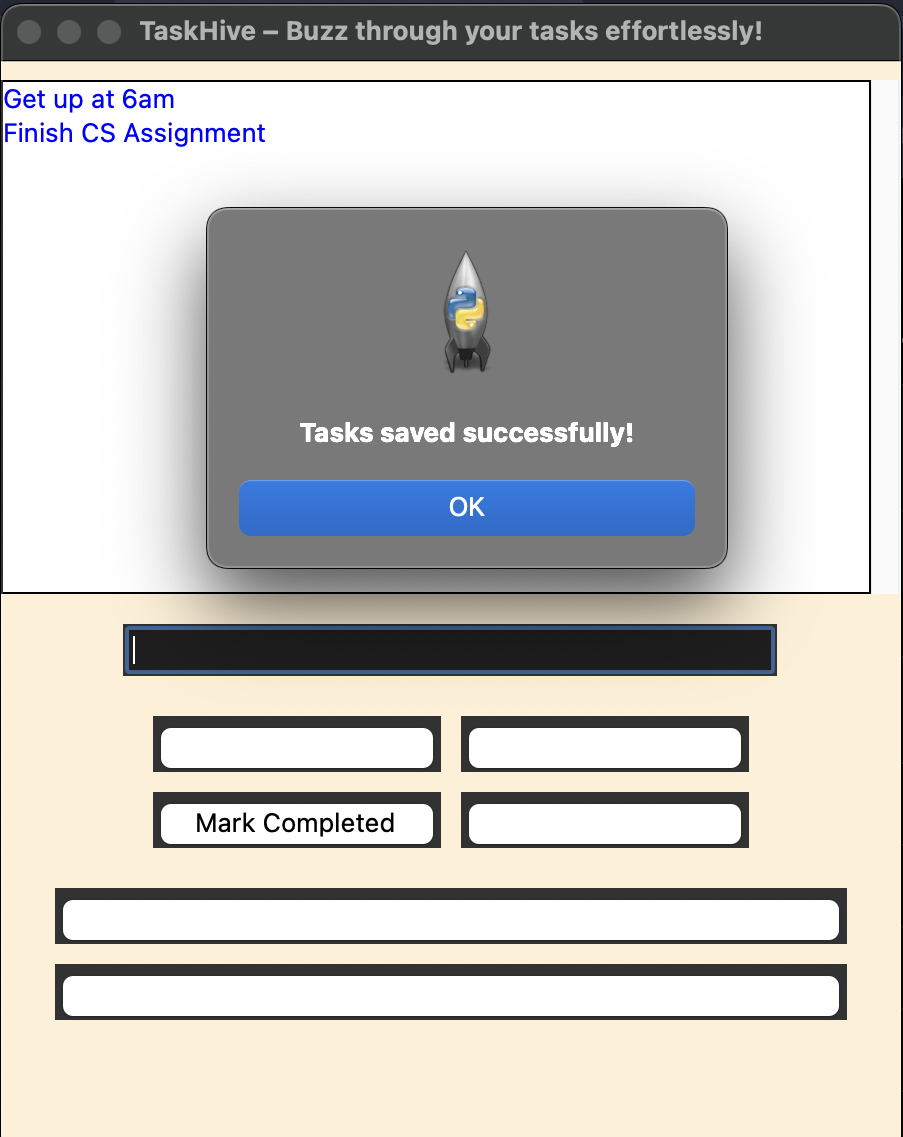 TaskHive – Buzz through your tasks effortlessly!
Get up at 6am
Finish CS Assignment
Tasks saved successfully!
OK
Mark Completed